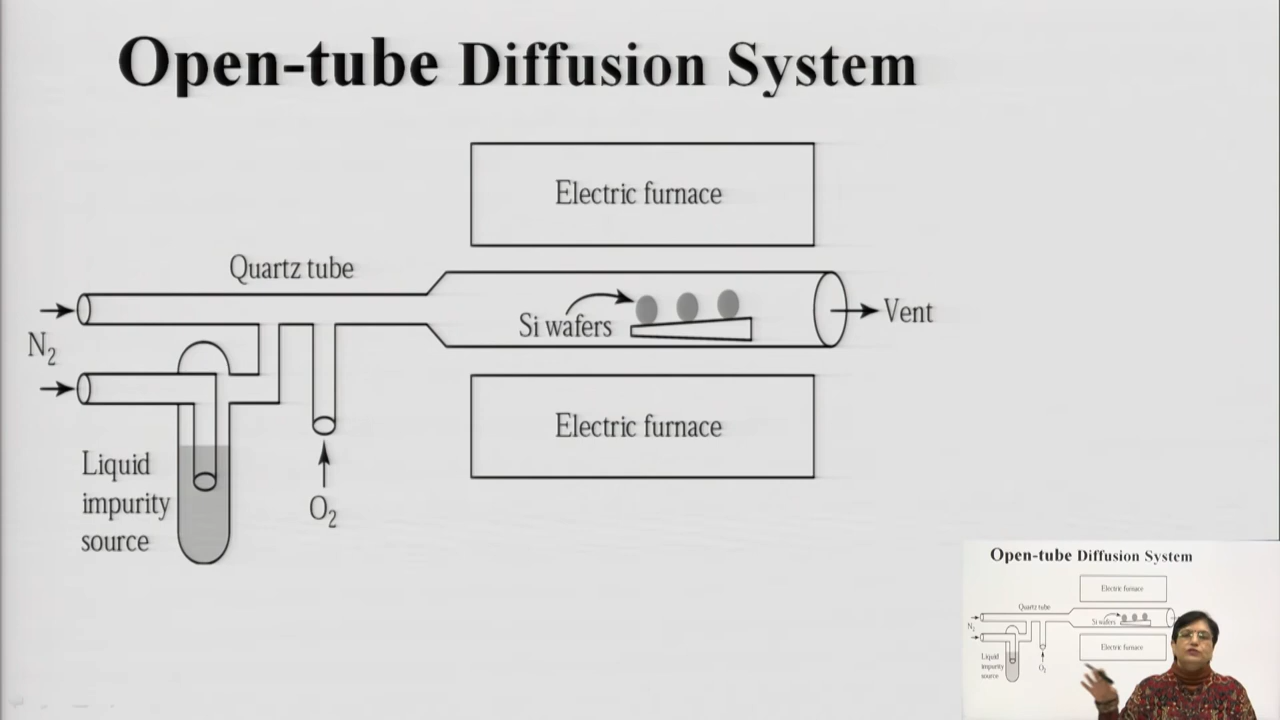 Open-tube Diffusion System
Electric furnace
Quartz tube
N₂
Si wafers
Vent
Electric furnace
Liquid
impurity
source
O₂
Open-tube Diffusion System
Electric furnace
Quartz tube
N₂
Si wafers
Electric furnace
Liquid
impurity
source
O₂